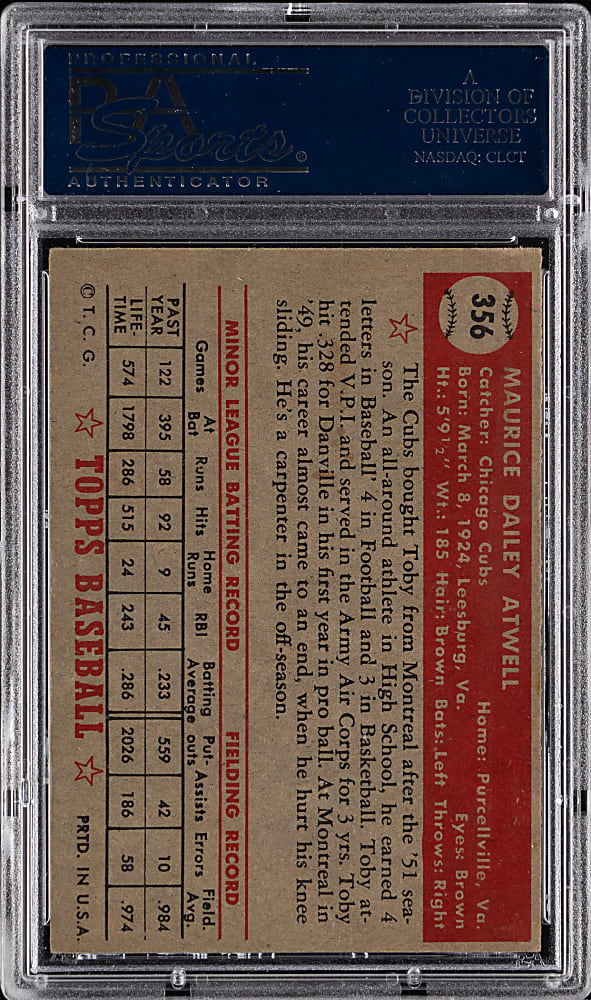 PROFESSIONAL
PSA
Sports®
AUTHENTICATOR
A
DIVISION OF
COLLECTORS
UNIVERSE
NASDAQ: CLCT
356
MAURICE DAILEY ATWELL
Catcher: Chicago Cubs Home: Purcellville, Va.
Born: March 8, 1924, Leesburg, Va. Eyes: Brown
Ht.: 5'9½" Wt.: 185 Hair: Brown Bats: Left Throws: Right
The Cubs bought Toby from Montreal after the '51 sea-
son. An all-around athlete in High School, he earned 4
letters in Baseball' 4 in Football and 3 in Basketball. Toby at-
tended V.P.I. and served in the Army Air Corps for 3 yrs. Toby
hit .328 for Danville in his first year in pro ball. At Montreal in
'49, his career almost came to an end, when he hurt his knee
sliding. He's a carpenter in the off-season.
MINOR LEAGUE BATTING RECORD FIELDING RECORD
Games At Bat Runs Hits Home Runs RBI Batting Average Put-outs Assists Errors Field. Avg.
PAST YEAR 122 395 58 92 9 45 .233 559 42 10 .984
LIFE-TIME 574 1798 286 515 24 243 .286 2026 186 58 .974
© T. C. G. ☆ TOPPS BASEBALL ☆ PRTD. IN U.S.A.